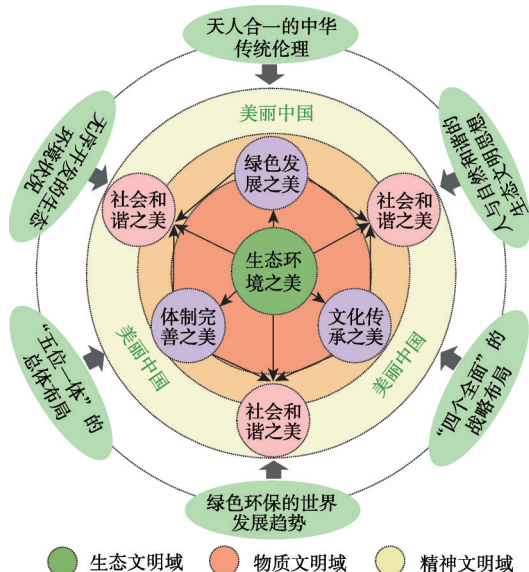 天人合一的中华
传统伦理
无序开发的生态
环境状况
人与自然和谐的
生态文明思想
美丽中国
绿色发
展之美
社会和
谐之美
社会和
谐之美
生态环
境之美
体制完
善之美
文化传
承之美
美丽中国
美丽中国
社会和
谐之美
“五位一体”的
总体布局
“四个全面”的
战略布局
绿色环保的世界
发展趋势
生态文明域
物质文明域
精神文明域